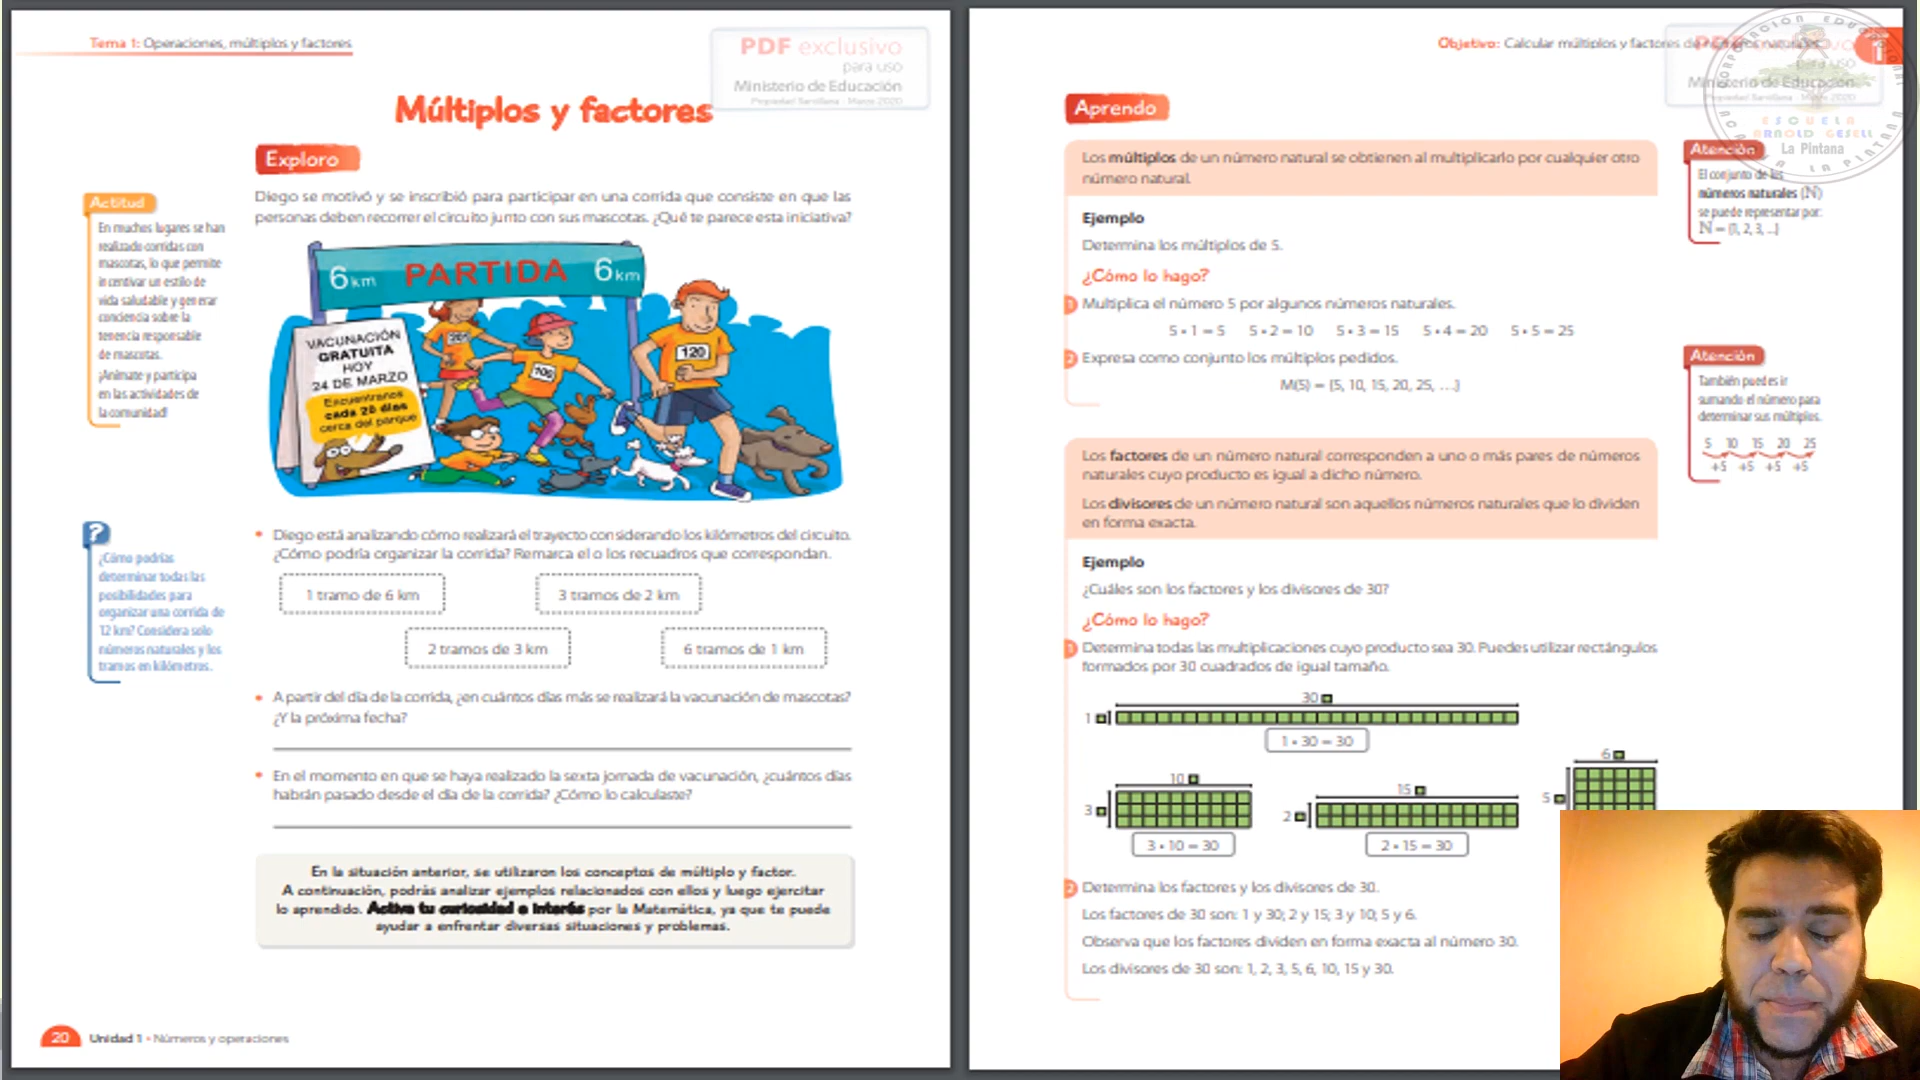 Tema 1: Operaciones, múltiplos y factores
PDF exclusivo
para uso
Ministerio de Educación
Propiedad Santillana - Marzo 2020
Múltiplos y factores
Exploro
Diego se motivó y se inscribió para participar en una corrida que consiste en que las
personas deben recorrer el circuito junto con sus mascotas. ¿Qué te parece esta iniciativa?
Actitud
En muchos lugares se han
realizado corridas con
mascotas, lo que permite
incentivar un estilo de
vida saludable y generar
conciencia sobre la
tenencia responsable
de mascotas.
¡Anímate y participa
en las actividades de
la comunidad!
6 km PARTIDA 6 km
VACUNACIÓN
GRATUITA
HOY
24 DE MARZO
Encuéntranos
cada 20 días
cerca del parque
201
106
120
?
¿Cómo podrías
determinar todas las
posibilidades para
organizar una corrida de
12 km? Considera solo
números naturales y los
tramos en kilómetros.
• Diego está analizando cómo realizará el trayecto considerando los kilómetros del circuito.
¿Cómo podría organizar la corrida? Remarca el o los recuadros que correspondan.
1 tramo de 6 km
3 tramos de 2 km
2 tramos de 3 km
6 tramos de 1 km
• A partir del día de la corrida, ¿en cuántos días más se realizará la vacunación de mascotas?
¿Y la próxima fecha?
• En el momento en que se haya realizado la sexta jornada de vacunación, ¿cuántos días
habrán pasado desde el día de la corrida? ¿Cómo lo calculaste?
En la situación anterior, se utilizaron los conceptos de múltiplo y factor.
A continuación, podrás analizar ejemplos relacionados con ellos y luego ejercitar
lo aprendido. Activa tu curiosidad e interés por la Matemática, ya que te puede
ayudar a enfrentar diversas situaciones y problemas.
20 Unidad 1 • Números y operaciones
Objetivo: Calcular múltiplos y factores de números naturales.
1
Ministerio de Educación
ESCUELA
ARNOLD GESELL
La Pintana
Aprendo
Los múltiplos de un número natural se obtienen al multiplicarlo por cualquier otro
número natural.
Atención
El conjunto de los
números naturales (ℕ)
se puede representar por:
ℕ = {1, 2, 3, ...}
Ejemplo
Determina los múltiplos de 5.
¿Cómo lo hago?
1 Multiplica el número 5 por algunos números naturales.
5 • 1 = 5 5 • 2 = 10 5 • 3 = 15 5 • 4 = 20 5 • 5 = 25
2 Expresa como conjunto los múltiplos pedidos.
M(5) = {5, 10, 15, 20, 25, …}
Atención
También puedes ir
sumando el número para
determinar sus múltiplos.
5 10 15 20 25
+5 +5 +5 +5
Los factores de un número natural corresponden a uno o más pares de números
naturales cuyo producto es igual a dicho número.
Los divisores de un número natural son aquellos números naturales que lo dividen
en forma exacta.
Ejemplo
¿Cuáles son los factores y los divisores de 30?
¿Cómo lo hago?
1 Determina todas las multiplicaciones cuyo producto sea 30. Puedes utilizar rectángulos
formados por 30 cuadrados de igual tamaño.
30
1
1 • 30 = 30
10
3
3 • 10 = 30
15
2
2 • 15 = 30
6
5
2 Determina los factores y los divisores de 30.
Los factores de 30 son: 1 y 30; 2 y 15; 3 y 10; 5 y 6.
Observa que los factores dividen en forma exacta al número 30.
Los divisores de 30 son: 1, 2, 3, 5, 6, 10, 15 y 30.